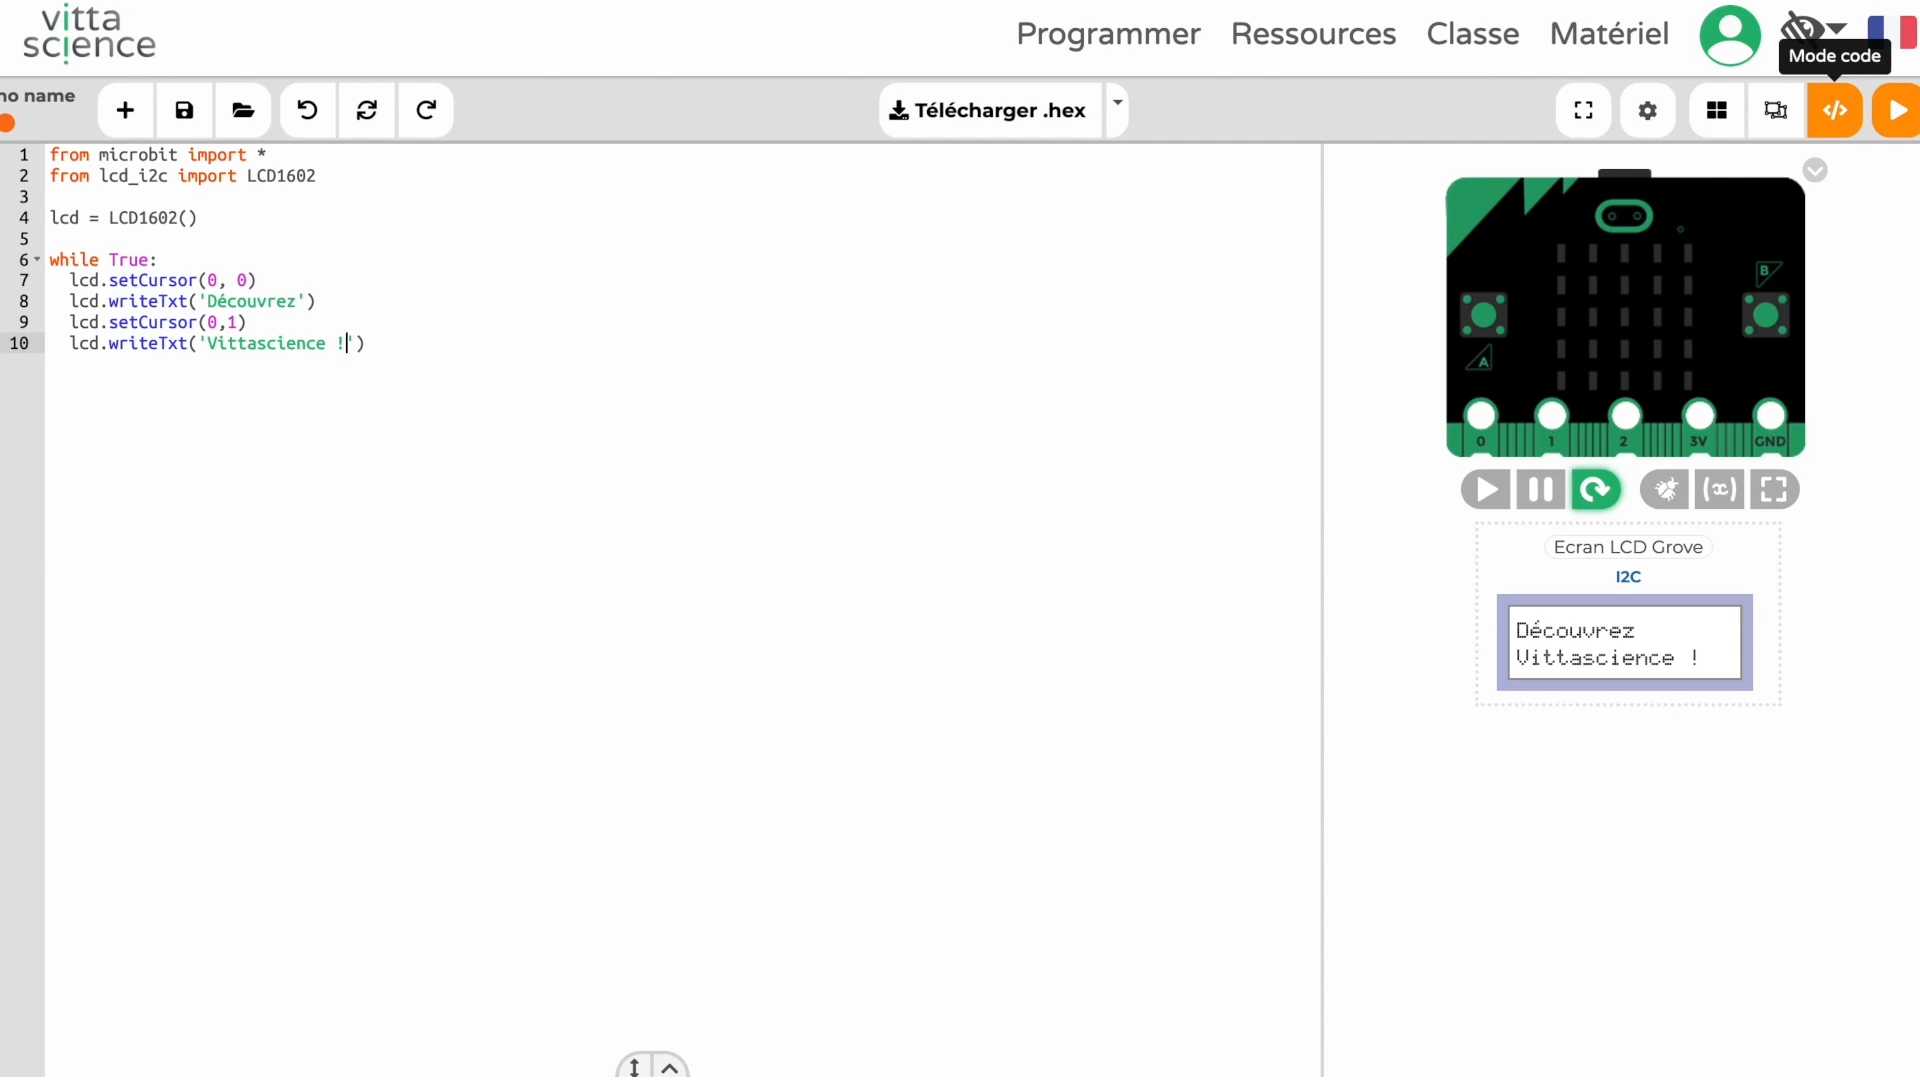 vitta
science
Programmer Ressources Classe Matériel
Mode code
no name
Télécharger .hex
1 from microbit import *
2 from lcd_i2c import LCD1602
3
4 lcd = LCD1602()
5
6 while True:
7 lcd.setCursor(0, 0)
8 lcd.writeTxt('Découvrez')
9 lcd.setCursor(0,1)
10 lcd.writeTxt('Vittascience !')
B
A
0 1 2 3V GND
(x)
Ecran LCD Grove
I2C
Découvrez
Vittascience !